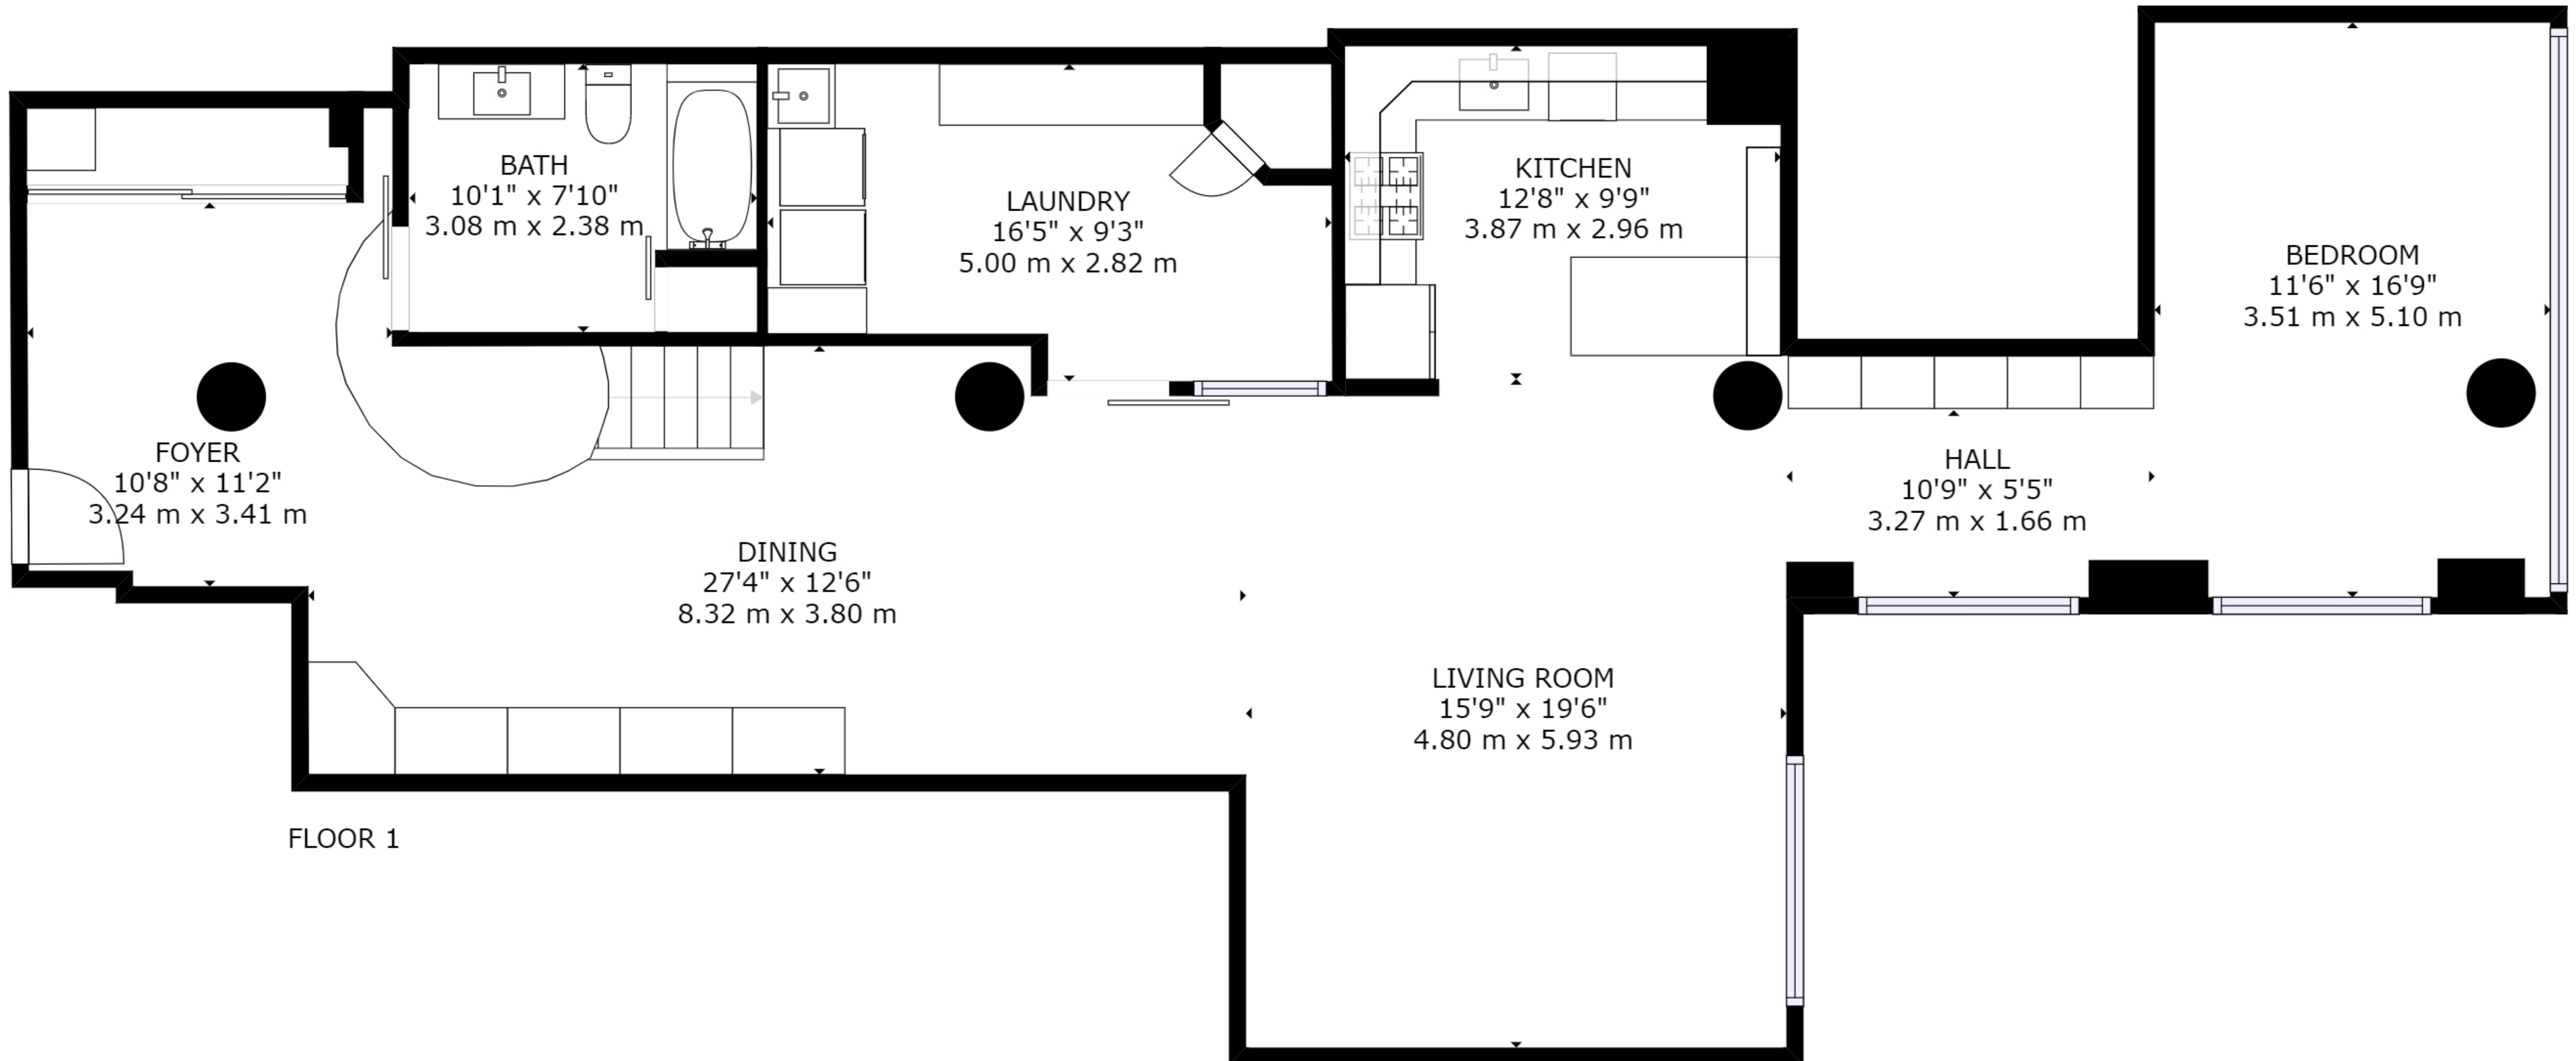 BATH
10'1" x 7'10"
3.08 m x 2.38 m
LAUNDRY
16'5" x 9'3"
5.00 m x 2.82 m
KITCHEN
12'8" x 9'9"
3.87 m x 2.96 m
BEDROOM
11'6" x 16'9"
3.51 m x 5.10 m
FOYER
10'8" x 11'2"
3.24 m x 3.41 m
HALL
10'9" x 5'5"
3.27 m x 1.66 m
DINING
27'4" x 12'6"
8.32 m x 3.80 m
LIVING ROOM
15'9" x 19'6"
4.80 m x 5.93 m
FLOOR 1